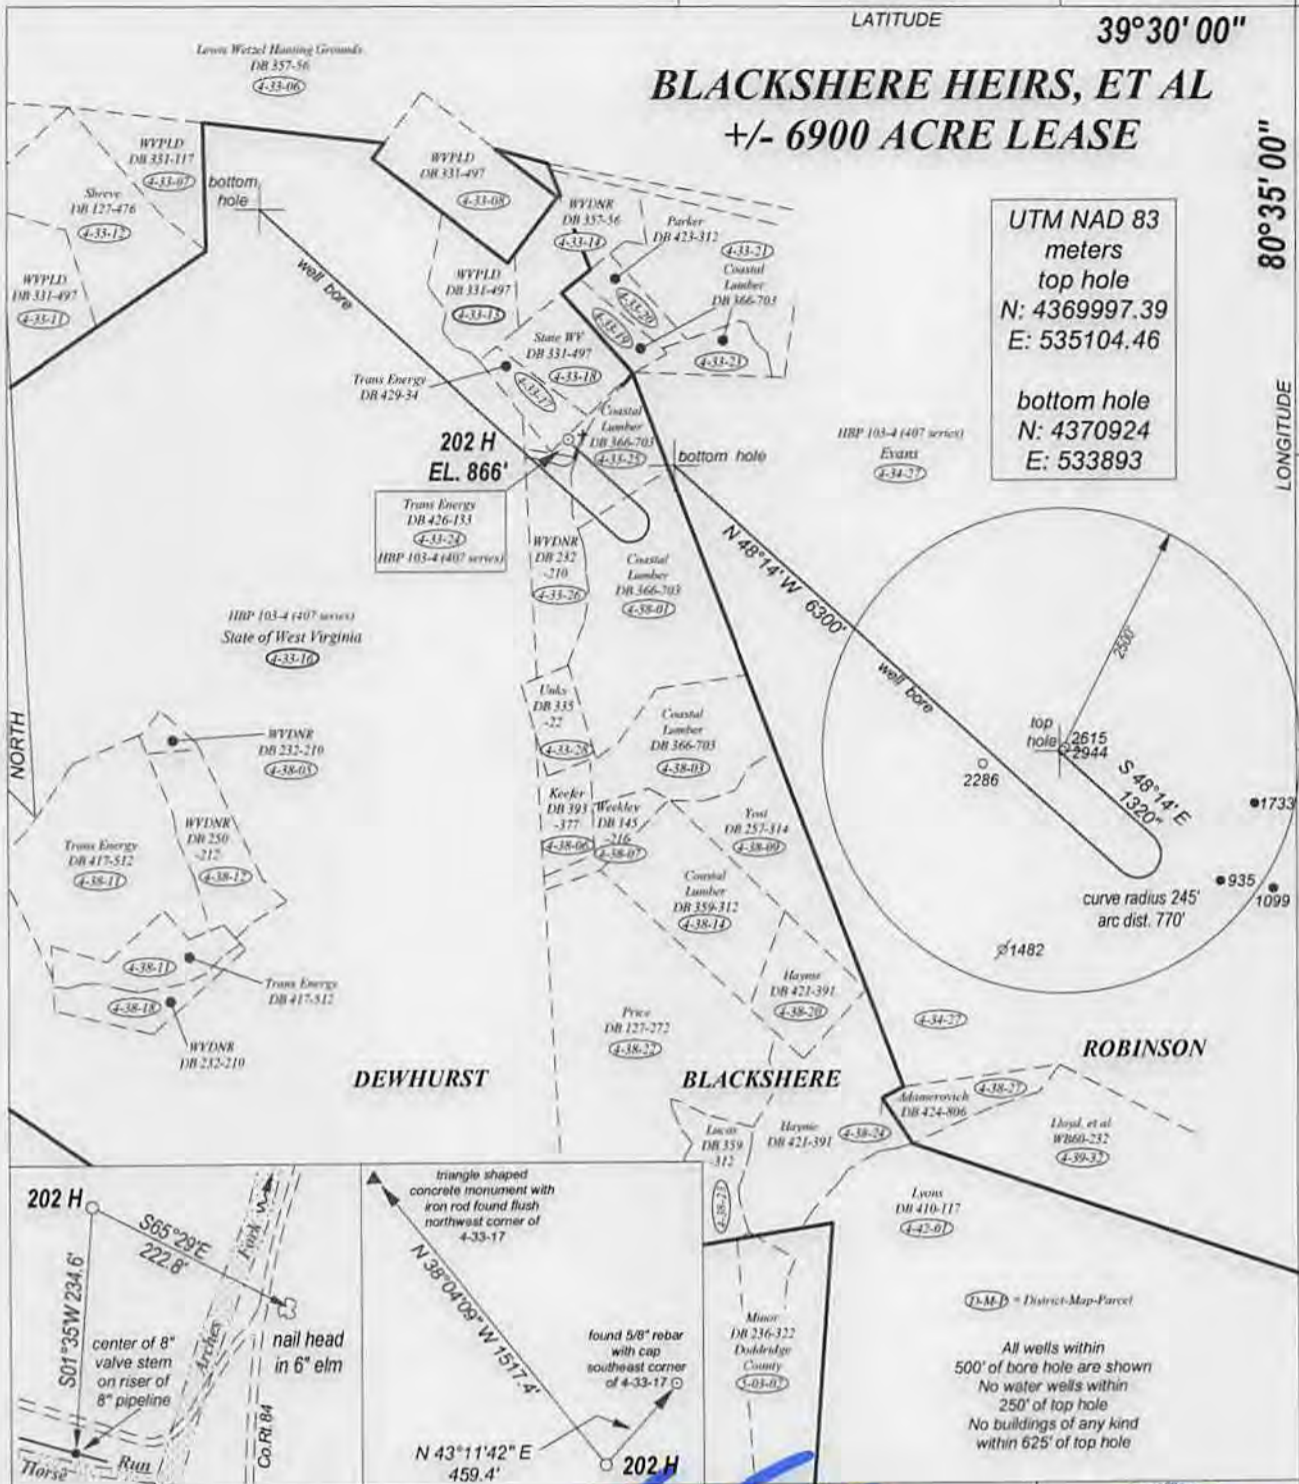 LATITUDE
39°30' 00"
BLACKSHERE HEIRS, ET AL
+/- 6900 ACRE LEASE
80°35' 00"
LONGITUDE
UTM NAD 83
meters
top hole
N: 4369997.39
E: 535104.46
bottom hole
N: 4370924
E: 533893
Lewis Wetzel Hunting Grounds
DB 357-56
4-33-06
WVPLD
DB 331-117
4-33-07
Shreve
DB 127-476
4-33-12
WVPLD
DB 331-497
4-33-11
bottom
hole
well bore
WVPLD
DB 331-497
4-33-08
WVDNR
DB 357-56
4-33-14
Parker
DB 423-312
4-33-21
Coastal
Lumber
DB 366-703
4-33-20
4-33-19
4-33-23
WVPLD
DB 331-497
4-33-15
State WV
DB 331-497
4-33-18
4-33-17
Trans Energy
DB 429-34
Coastal
Lumber
DB 366-703
4-33-25
202 H
EL. 866'
bottom hole
HBP 103-4 (407 series)
Evans
4-34-27
Trans Energy
DB 426-133
4-33-24
HBP 103-4 (407 series)
WVDNR
DB 232
-210
4-33-26
Coastal
Lumber
DB 366-703
4-38-01
N 48°14' W 6300'
well bore
2500'
top
hole
2615
2944
2286
S 48°14' E
1320"
1733
935
1099
curve radius 245'
arc dist. 770'
1482
HBP 103-4 (407 series)
State of West Virginia
4-33-16
NORTH
WVDNR
DB 232-210
4-38-05
WVDNR
DB 250
-212
4-38-12
Trans Energy
DB 417-512
4-38-11
4-38-11
Trans Energy
DB 417-512
4-38-18
WVDNR
DB 232-210
Unks
DB 335
-22
4-33-28
Coastal
Lumber
DB 366-703
4-38-03
Keefer
DB 393
-377
4-38-06
Weekley
DB 145
-216
4-38-07
Yost
DB 257-314
4-38-09
Coastal
Lumber
DB 359-312
4-38-14
Haynie
DB 421-391
4-38-20
Price
DB 127-272
4-38-22
4-34-27
DEWHURST
BLACKSHERE
ROBINSON
Adamerovich
DB 424-806
4-38-27
Lucas
DB 359
-312
Haynie
DB 421-391
4-38-24
Lloyd, et al
WB60-232
4-39-32
Lyons
DB 410-117
4-42-01
D-M-P = District-Map-Parcel
Minor
DB 236-322
Doddridge
County
5-03-02
All wells within
500' of bore hole are shown
No water wells within
250' of top hole
No buildings of any kind
within 625' of top hole
202 H
S65°29'E
222.8'
S01°35'W 234.6'
center of 8"
valve stem
on riser of
8" pipeline
Arches
Fork
nail head
in 6" elm
Co.Rt. 84
Horse
Run
triangle shaped
concrete monument with
iron rod found flush
northwest corner of
4-33-17
N 38°04'09" W 1517.4'
found 5/8" rebar
with cap
southeast corner
of 4-33-17
N 43°11'42" E
459.4'
202 H